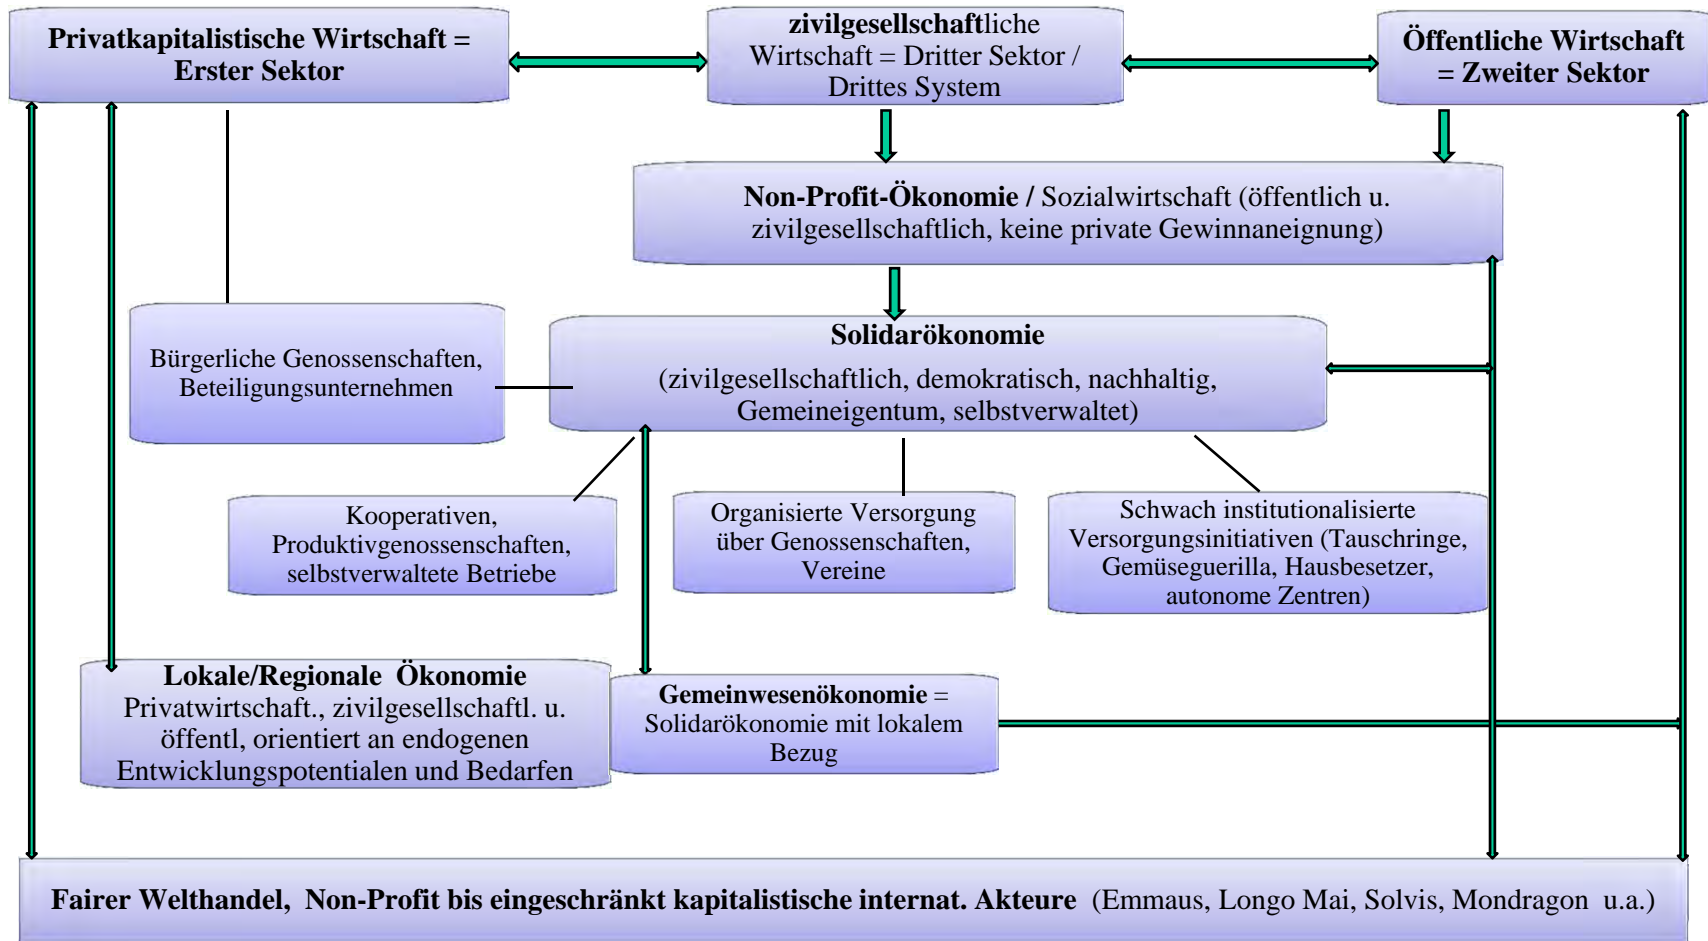 Privatkapitalistische Wirtschaft =
Erster Sektor
zivilgesellschaftliche
Wirtschaft = Dritter Sektor /
Drittes System
Öffentliche Wirtschaft
= Zweiter Sektor
Non-Profit-Ökonomie / Sozialwirtschaft (öffentlich u.
zivilgesellschaftlich, keine private Gewinnaneignung)
Bürgerliche Genossenschaften,
Beteiligungsunternehmen
Solidarökonomie
(zivilgesellschaftlich, demokratisch, nachhaltig,
Gemeineigentum, selbstverwaltet)
Kooperativen,
Produktivgenossenschaften,
selbstverwaltete Betriebe
Organisierte Versorgung
über Genossenschaften,
Vereine
Schwach institutionalisierte
Versorgungsinitiativen (Tauschringe,
Gemüseguerilla, Hausbesetzer,
autonome Zentren)
Lokale/Regionale Ökonomie
Privatwirtschaft., zivilgesellschaftl. u.
öffentl, orientiert an endogenen
Entwicklungspotentialen und Bedarfen
Gemeinwesenökonomie =
Solidarökonomie mit lokalem
Bezug
Fairer Welthandel, Non-Profit bis eingeschränkt kapitalistische internat. Akteure (Emmaus, Longo Mai, Solvis, Mondragon u.a.)